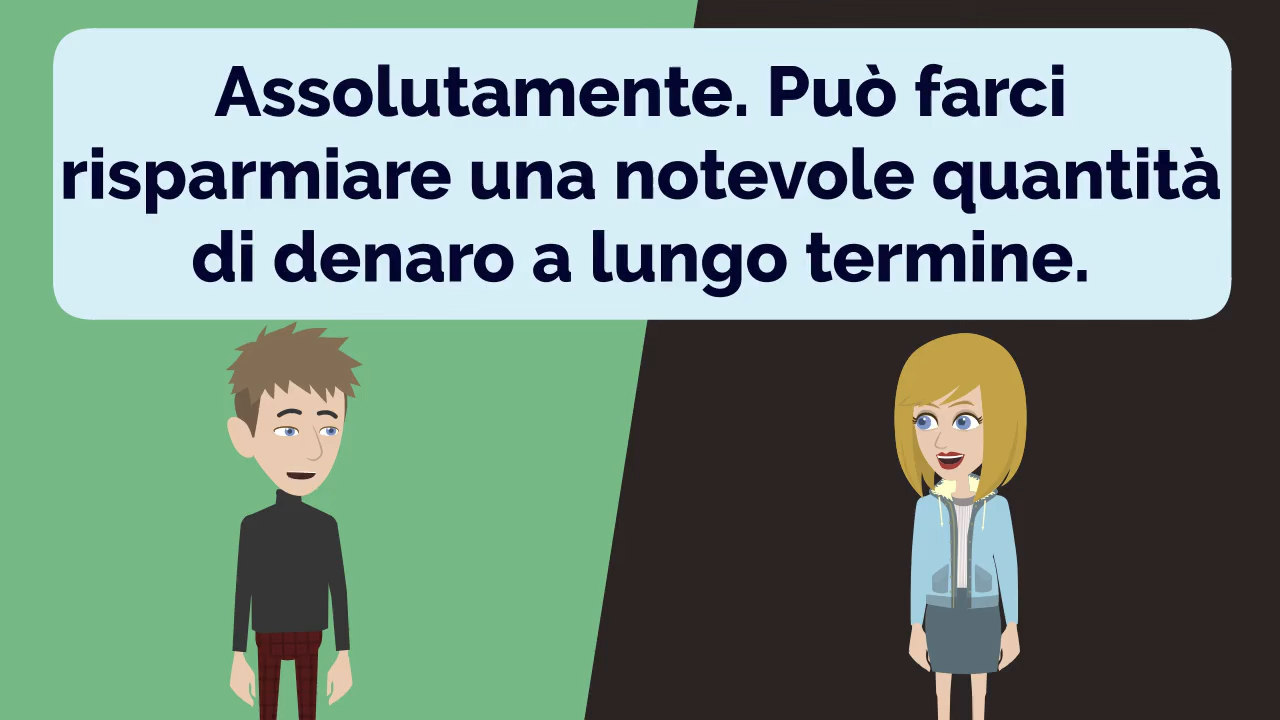 Assolutamente. Può farci
risparmiare una notevole quantità
di denaro a lungo termine.